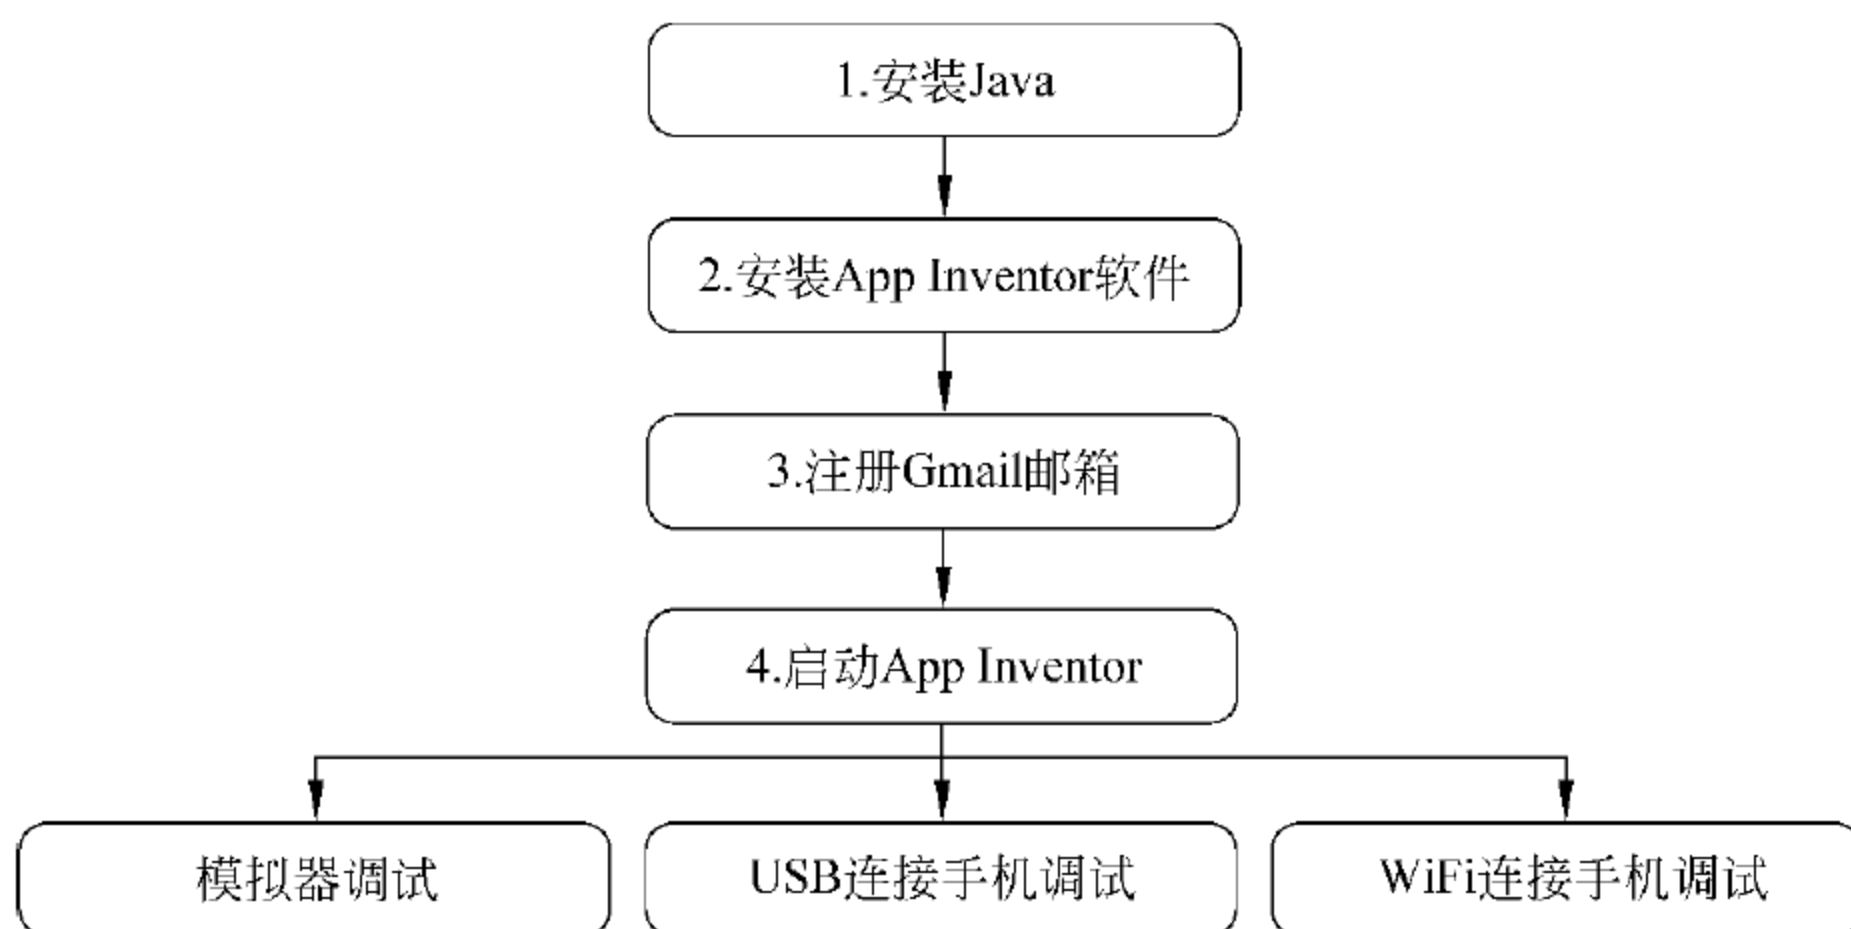 1.安装Java
2.安装App Inventor软件
3.注册Gmail邮箱
4.启动App Inventor
模拟器调试
USB连接手机调试
WiFi连接手机调试